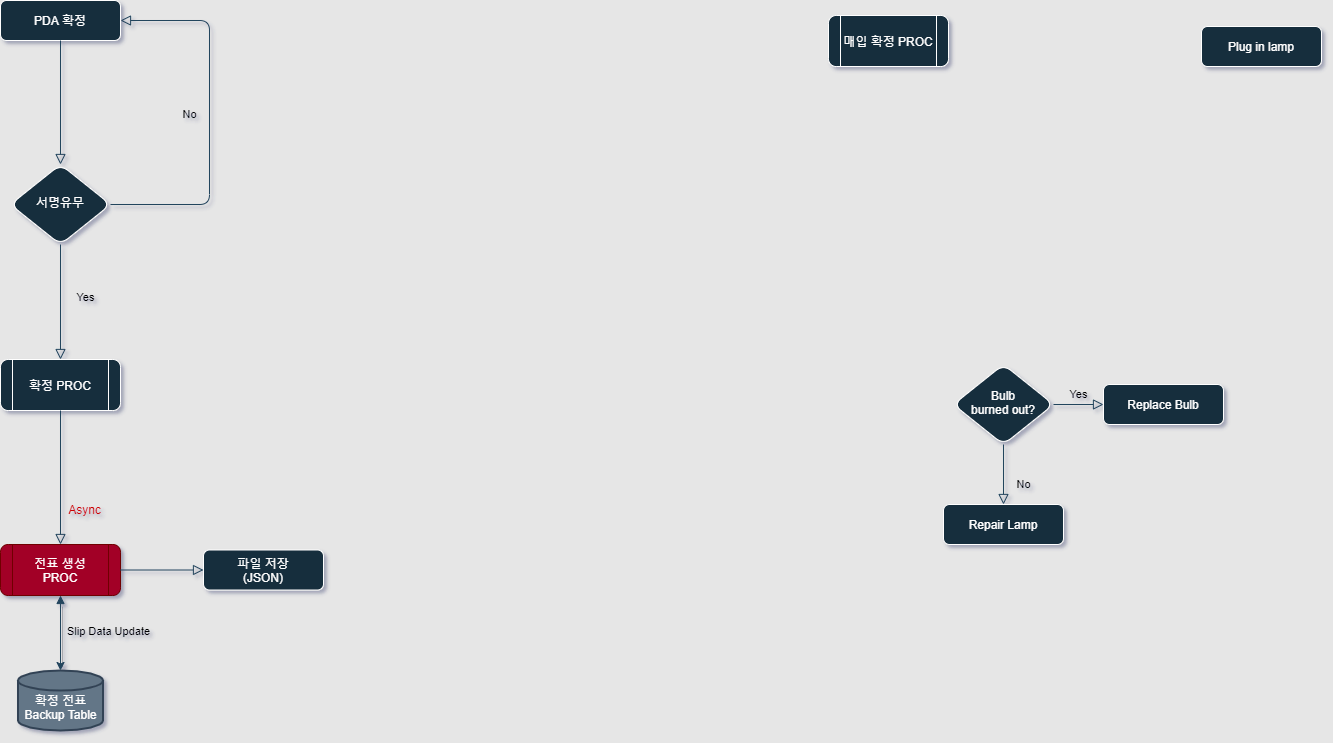 PDA 확정
매입 확정 PROC
Plug in lamp
No
서명유무
Yes
확정 PROC
Bulb
burned out?
Yes
Replace Bulb
No
Repair Lamp
Async
전표 생성
PROC
파일 저장
(JSON)
Slip Data Update
확정 전표
Backup Table